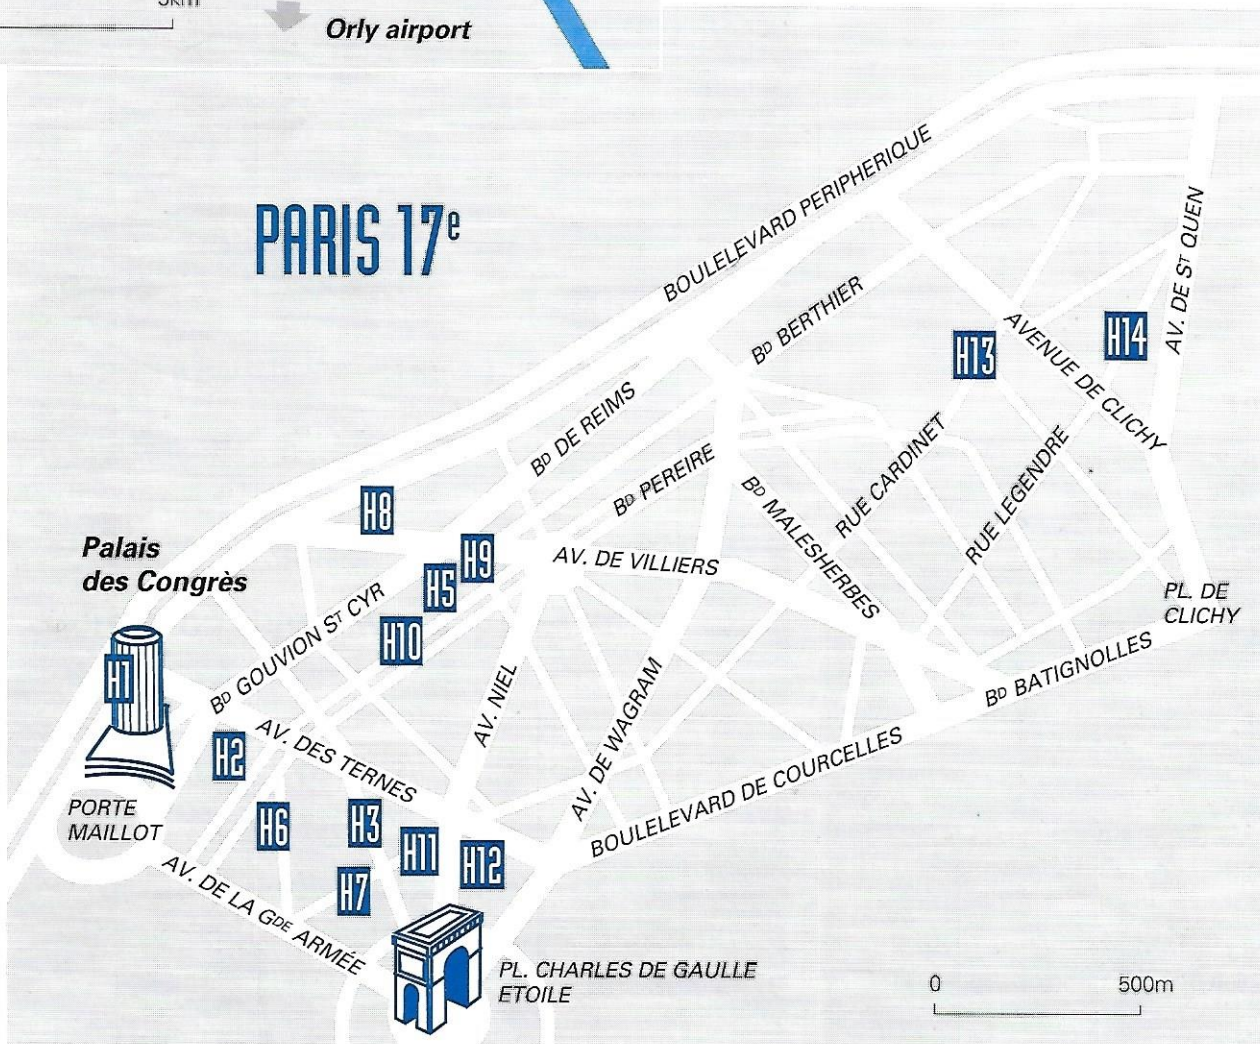 5km
Orly airport
PARIS 17e
BOULELEVARD PERIPHERIQUE
AV. DE ST QUEN
BD BERTHIER
AVENUE DE CLICHY
H14
H13
BD DE REIMS
BD PEREIRE
RUE CARDINET
RUE LEGENDRE
BD MALESHERBES
H8
H9
AV. DE VILLIERS
Palais
des Congrès
H5
PL. DE
CLICHY
BD GOUVION ST CYR
H10
H1
AV. NIEL
AV. DE WAGRAM
BD BATIGNOLLES
H2
AV. DES TERNES
BOULELEVARD DE COURCELLES
PORTE
MAILLOT
H6
H3
H11
H12
H7
AV. DE LA GDE ARMÉE
PL. CHARLES DE GAULLE
ETOILE
0 500m